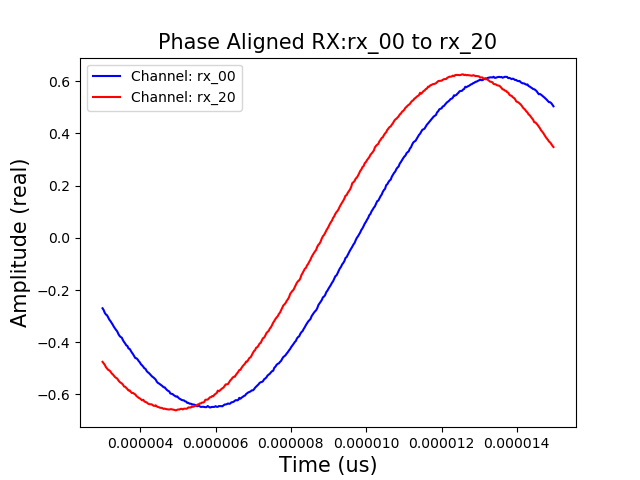 Phase Aligned RX:rx_00 to rx_20
Channel: rx_00
Channel: rx_20
Amplitude (real)
0.6
0.4
0.2
0.0
−0.2
−0.4
−0.6
0.000004 0.000006 0.000008 0.000010 0.000012 0.000014
Time (us)